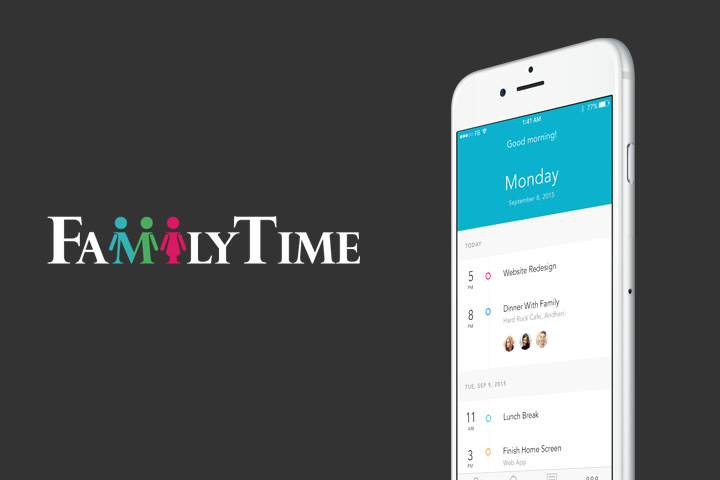 FAMILYTIME
FB
1:41 AM
77%
Good morning!
Monday
September 8, 2015
TODAY
5
PM
Website Redesign
8
PM
Dinner With Family
Hard Rock Cafe, Andheri.
TUE, SEP 9, 2015
11
AM
Lunch Break
3
PM
Finish Home Screen
Web App